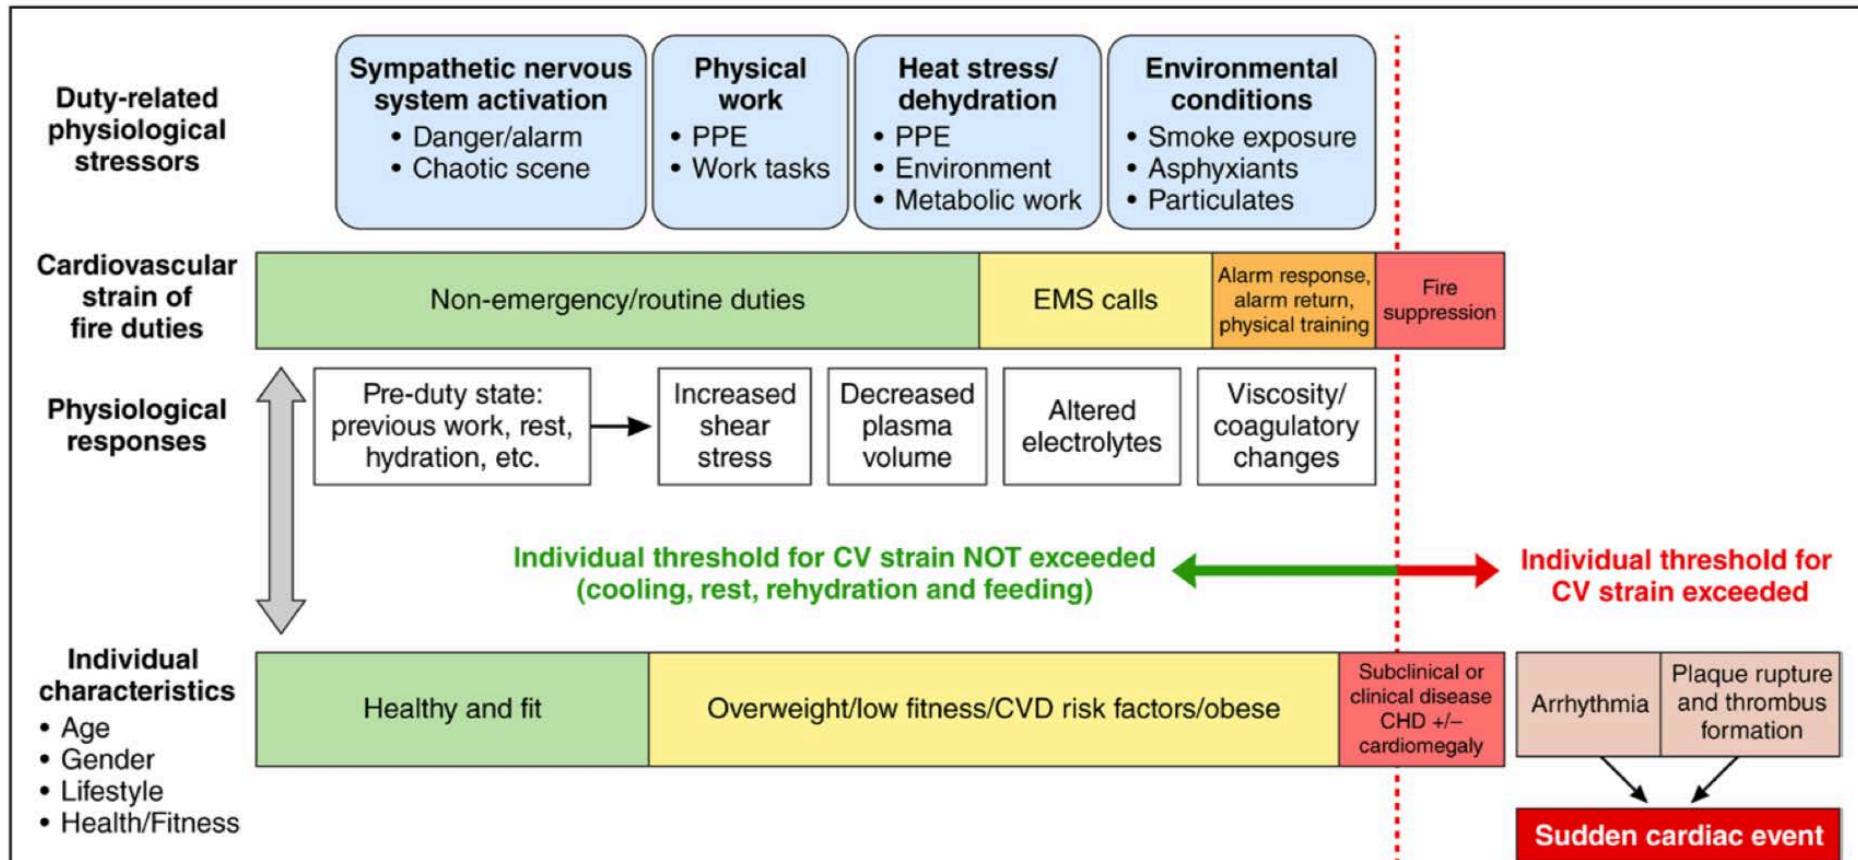 Duty-related
physiological
stressors
Sympathetic nervous
system activation
• Danger/alarm
• Chaotic scene
Physical
work
• PPE
• Work tasks
Heat stress/
dehydration
• PPE
• Environment
• Metabolic work
Environmental
conditions
• Smoke exposure
• Asphyxiants
• Particulates
Cardiovascular
strain of
fire duties
Non-emergency/routine duties
EMS calls
Alarm response,
alarm return,
physical training
Fire
suppression
Physiological
responses
Pre-duty state:
previous work, rest,
hydration, etc.
Increased
shear
stress
Decreased
plasma
volume
Altered
electrolytes
Viscosity/
coagulatory
changes
Individual threshold for CV strain NOT exceeded
(cooling, rest, rehydration and feeding)
Individual threshold for
CV strain exceeded
Individual
characteristics
• Age
• Gender
• Lifestyle
• Health/Fitness
Healthy and fit
Overweight/low fitness/CVD risk factors/obese
Subclinical or
clinical disease
CHD +/–
cardiomegaly
Arrhythmia
Plaque rupture
and thrombus
formation
Sudden cardiac event